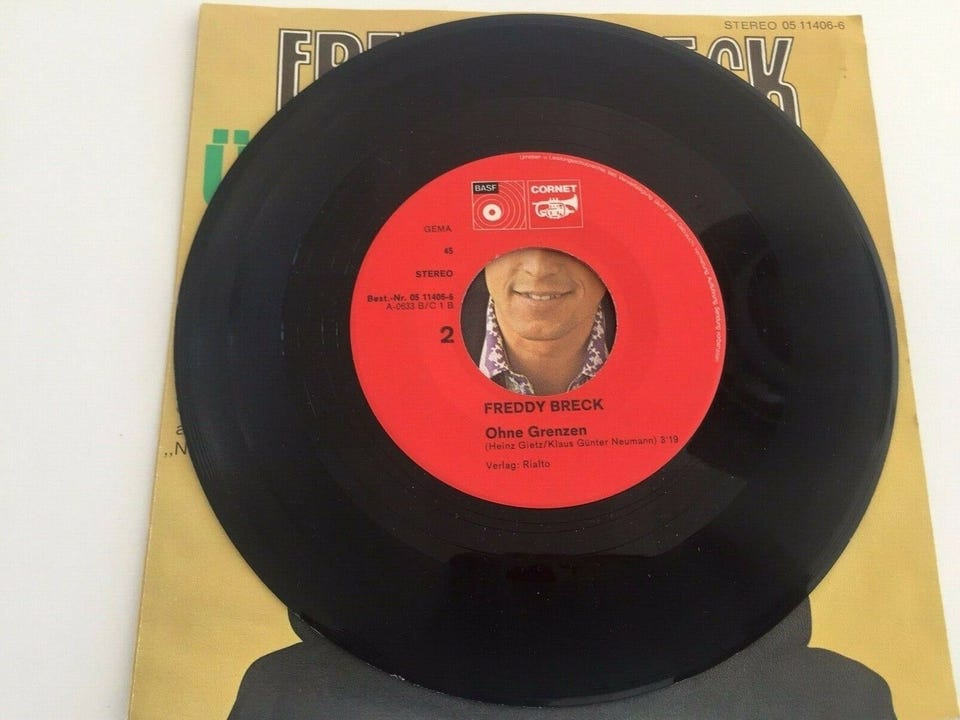 STEREO 05 11406-6
BASF
CORNET
GEMA
45
STEREO
Best.-Nr. 05 11406-6
A-0633 B/C 1 B
2
FREDDY BRECK
Ohne Grenzen
(Heinz Gietz/Klaus Günter Neumann) 3'19
Verlag: Rialto